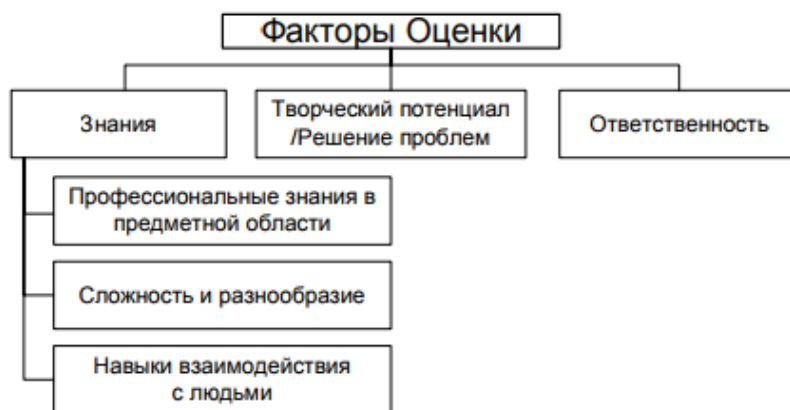 Факторы Оценки
Знания
Творческий потенциал
/Решение проблем
Ответственность
Профессиональные знания в
предметной области
Сложность и разнообразие
Навыки взаимодействия
с людьми